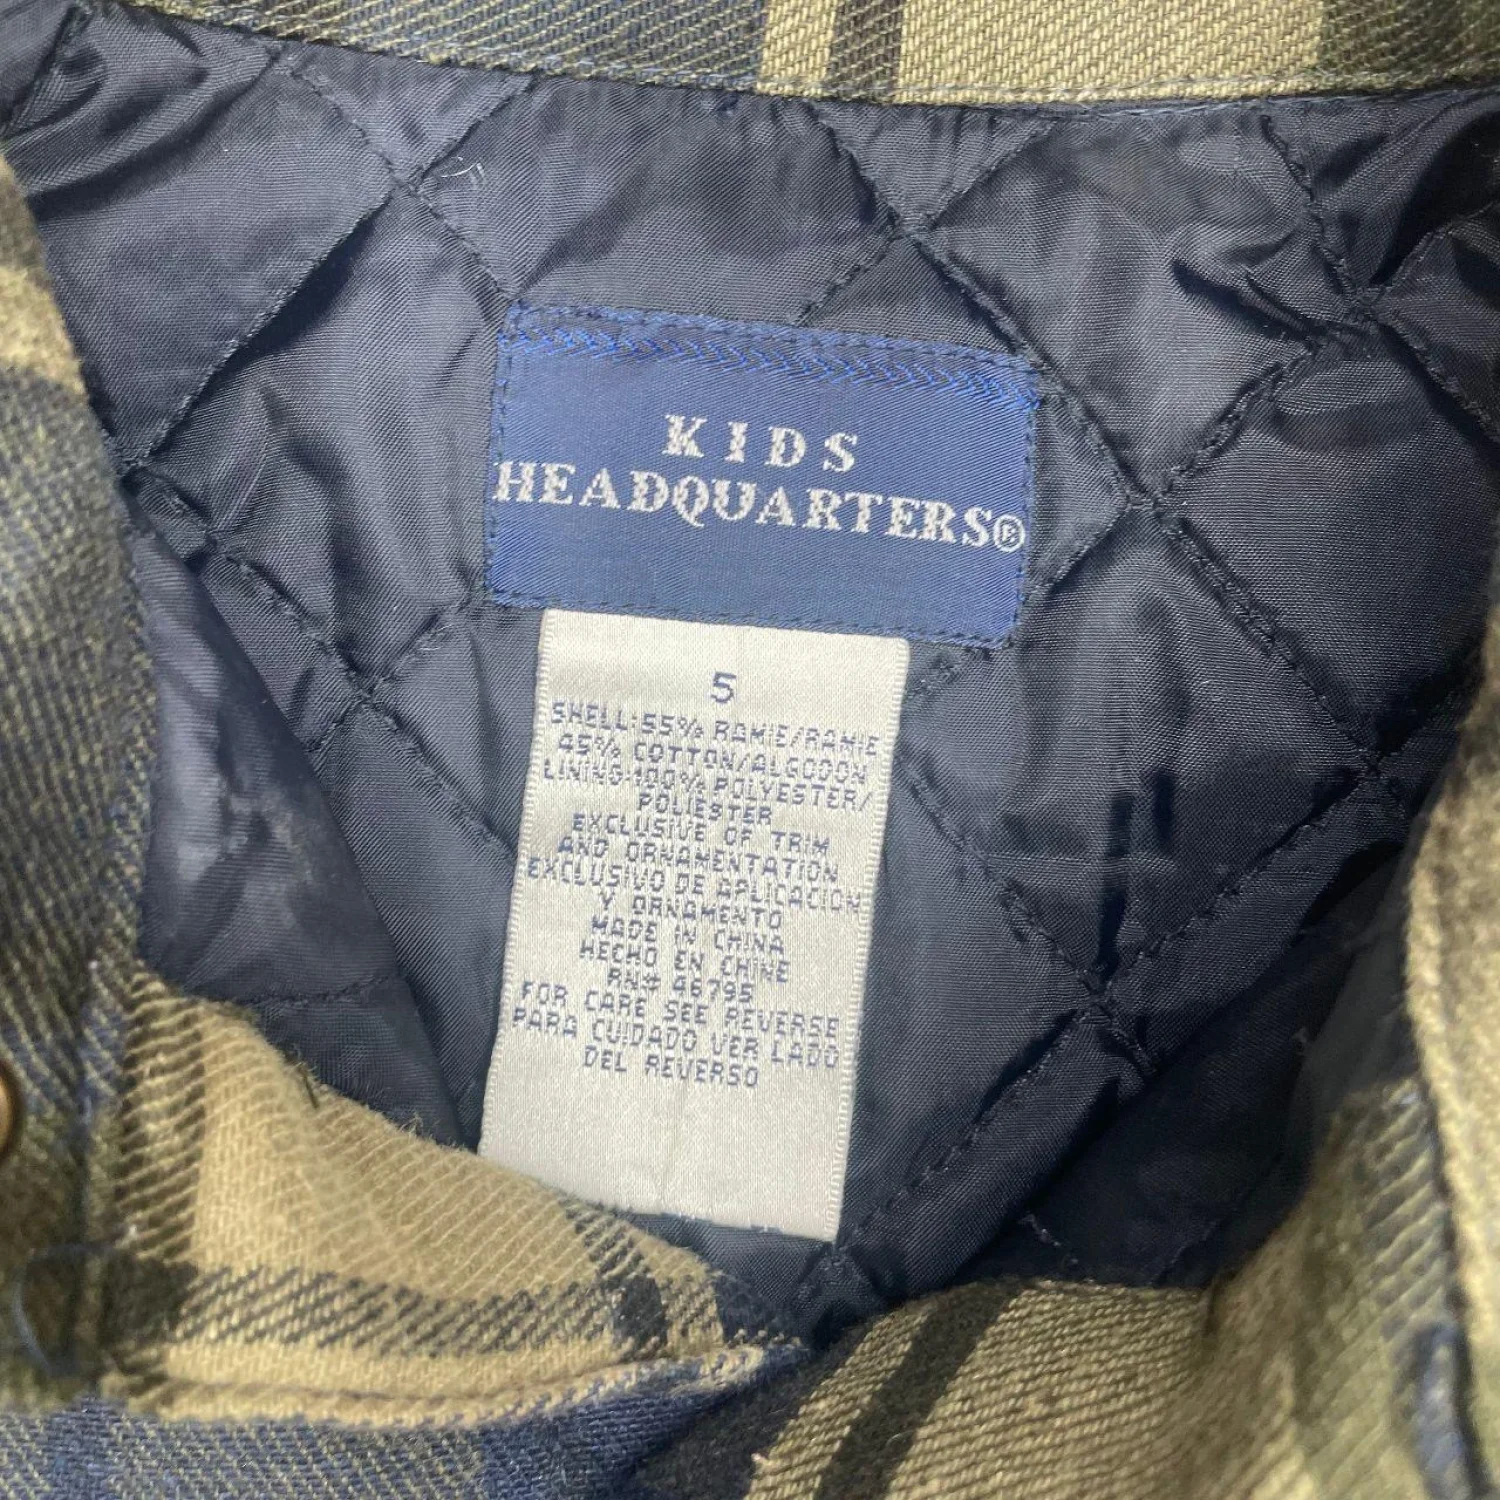 KIDS
HEADQUARTERS®
5
SHELL:55% RAMIE/RAMIE
45% COTTON/ALGODON
LINING:100% POLYESTER/
POLIESTER
EXCLUSIVE OF TRIM
AND ORNAMENTATION
EXCLUSIVO DE APLICACION
Y ORNAMENTO
MADE IN CHINA
HECHO EN CHINE
RN# 46795
FOR CARE SEE REVERSE
PARA CUIDADO VER LADO
DEL REVERSO